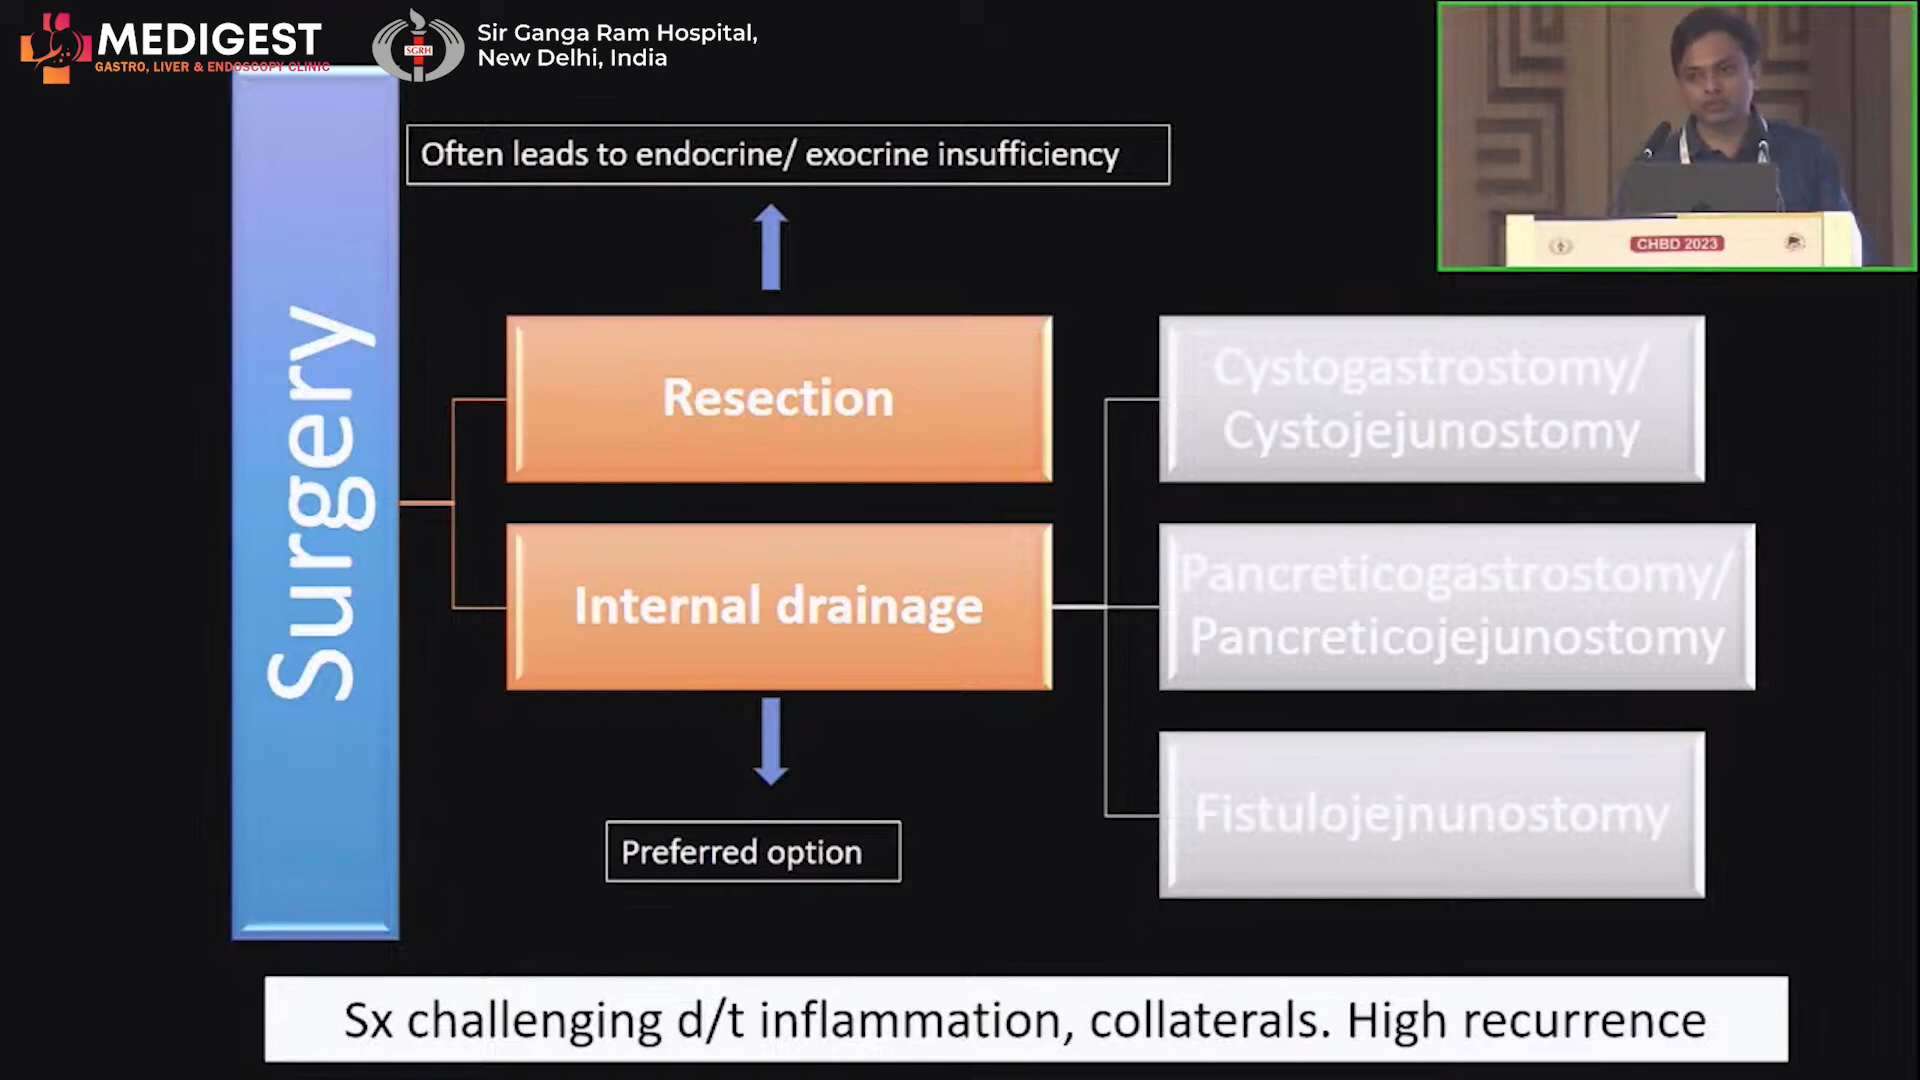 MEDIGEST
GASTRO, LIVER & ENDOSCOPY CLINIC
SGRH
Sir Ganga Ram Hospital,
New Delhi, India
CHBD 2023
Surgery
Often leads to endocrine/ exocrine insufficiency
Resection
Internal drainage
Preferred option
Cystogastrostomy/
Cystojejunostomy
Pancreticogastrostomy/
Pancreticojejunostomy
Fistulojejnunostomy
Sx challenging d/t inflammation, collaterals. High recurrence